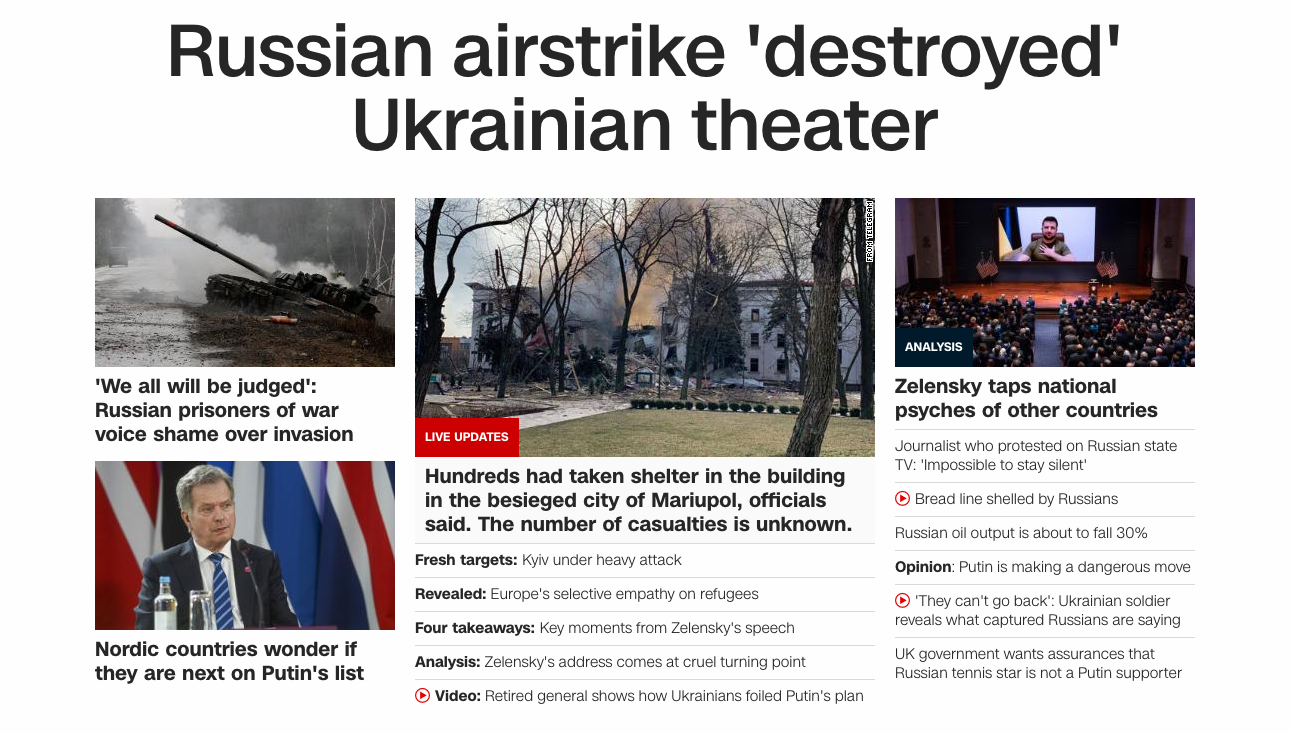 Russian airstrike 'destroyed'
Ukrainian theater
'We all will be judged':
Russian prisoners of war
voice shame over invasion
Nordic countries wonder if
they are next on Putin's list
FROM TELEGRAM
LIVE UPDATES
Hundreds had taken shelter in the building
in the besieged city of Mariupol, officials
said. The number of casualties is unknown.
Fresh targets: Kyiv under heavy attack
Revealed: Europe's selective empathy on refugees
Four takeaways: Key moments from Zelensky's speech
Analysis: Zelensky's address comes at cruel turning point
Video: Retired general shows how Ukrainians foiled Putin's plan
ANALYSIS
Zelensky taps national
psyches of other countries
Journalist who protested on Russian state
TV: 'Impossible to stay silent'
Bread line shelled by Russians
Russian oil output is about to fall 30%
Opinion: Putin is making a dangerous move
'They can't go back': Ukrainian soldier
reveals what captured Russians are saying
UK government wants assurances that
Russian tennis star is not a Putin supporter